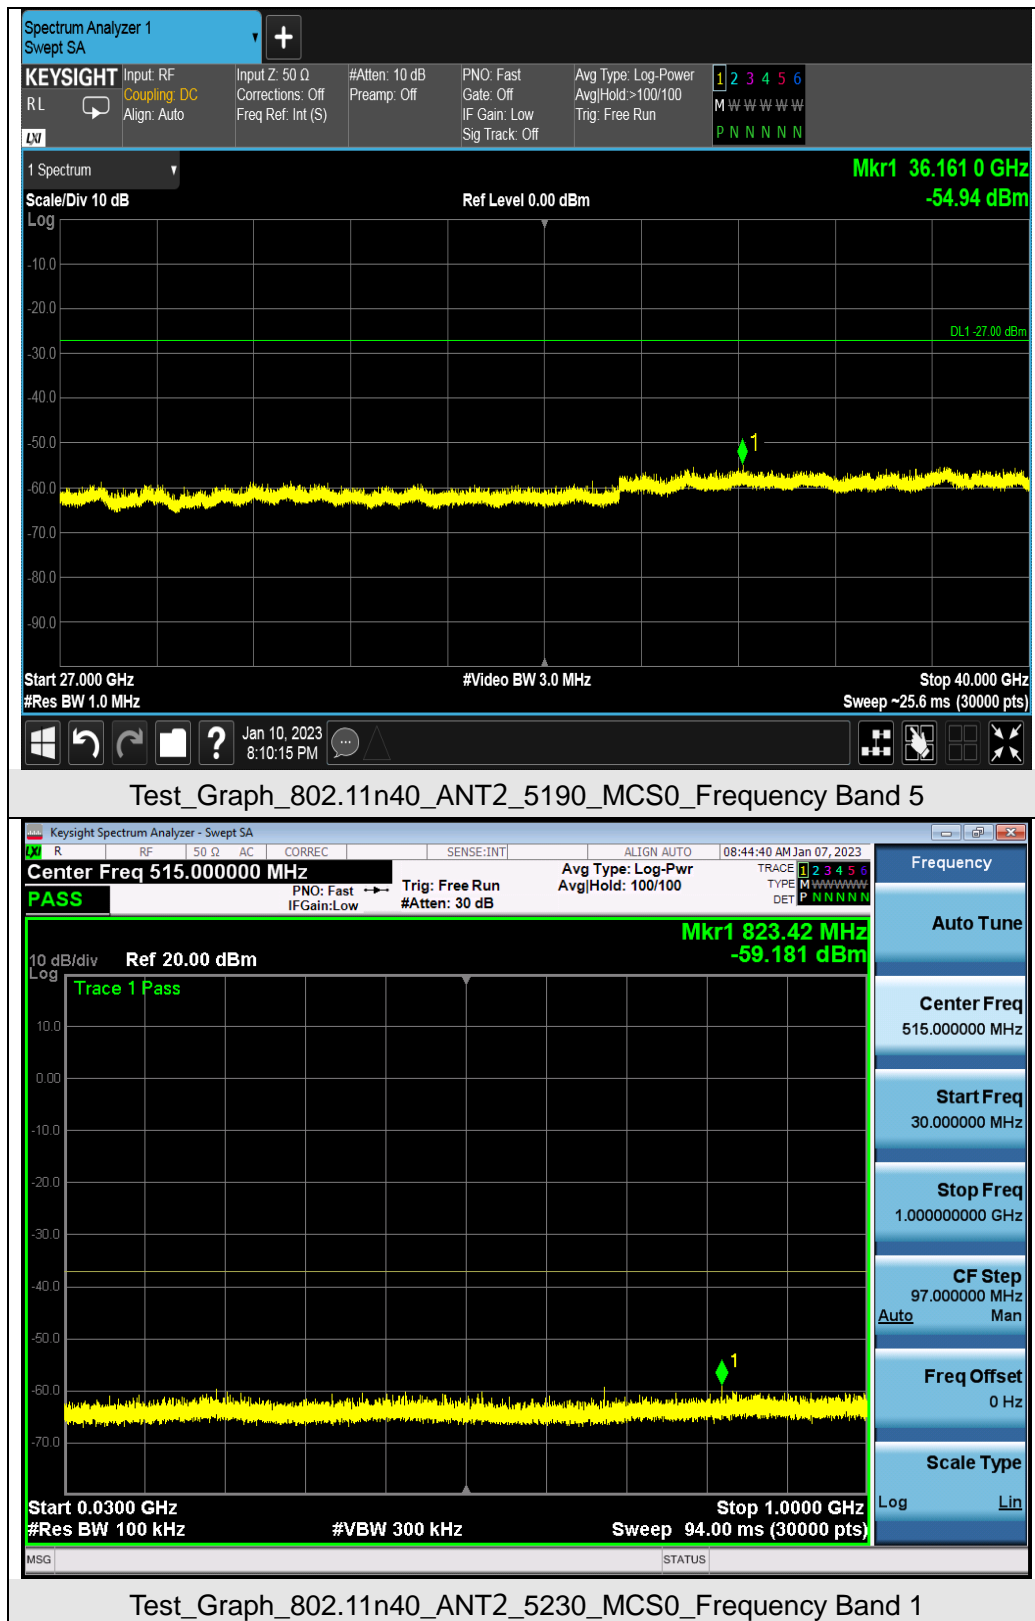 Spectrum Analyzer 1
Swept SA
KEYSIGHT
RL
LXI
Input: RF
Coupling: DC
Align: Auto
Input Z: 50 Ω
Corrections: Off
Freq Ref: Int (S)
#Atten: 10 dB
Preamp: Off
PNO: Fast
Gate: Off
IF Gain: Low
Sig Track: Off
Avg Type: Log-Power
Avg|Hold:>100/100
Trig: Free Run
1 2 3 4 5 6
M W W W W W
P N N N N N
1 Spectrum
Mkr1 36.161 0 GHz
-54.94 dBm
Scale/Div 10 dB
Ref Level 0.00 dBm
Log
-10.0
-20.0
DL1 -27.00 dBm
-30.0
-40.0
-50.0
1
-60.0
-70.0
-80.0
-90.0
Start 27.000 GHz
#Video BW 3.0 MHz
Stop 40.000 GHz
#Res BW 1.0 MHz
Sweep ~25.6 ms (30000 pts)
Jan 10, 2023
8:10:15 PM
Test_Graph_802.11n40_ANT2_5190_MCS0_Frequency Band 5
Keysight Spectrum Analyzer - Swept SA
LXI R RF 50 Ω AC CORREC SENSE:INT ALIGN AUTO 08:44:40 AM Jan 07, 2023
Center Freq 515.000000 MHz
PASS
PNO: Fast
IFGain:Low
Trig: Free Run
#Atten: 30 dB
Avg Type: Log-Pwr
Avg|Hold: 100/100
TRACE 1 2 3 4 5 6
TYPE M W W W W W
DET P N N N N N
Mkr1 823.42 MHz
-59.181 dBm
10 dB/div Ref 20.00 dBm
Log
Trace 1 Pass
10.0
0.00
-10.0
-20.0
-30.0
-40.0
-50.0
1
-60.0
-70.0
Start 0.0300 GHz
Stop 1.0000 GHz
#Res BW 100 kHz
#VBW 300 kHz
Sweep 94.00 ms (30000 pts)
MSG
STATUS
Frequency
Auto Tune
Center Freq
515.000000 MHz
Start Freq
30.000000 MHz
Stop Freq
1.000000000 GHz
CF Step
97.000000 MHz
Auto Man
Freq Offset
0 Hz
Scale Type
Log Lin
Test_Graph_802.11n40_ANT2_5230_MCS0_Frequency Band 1